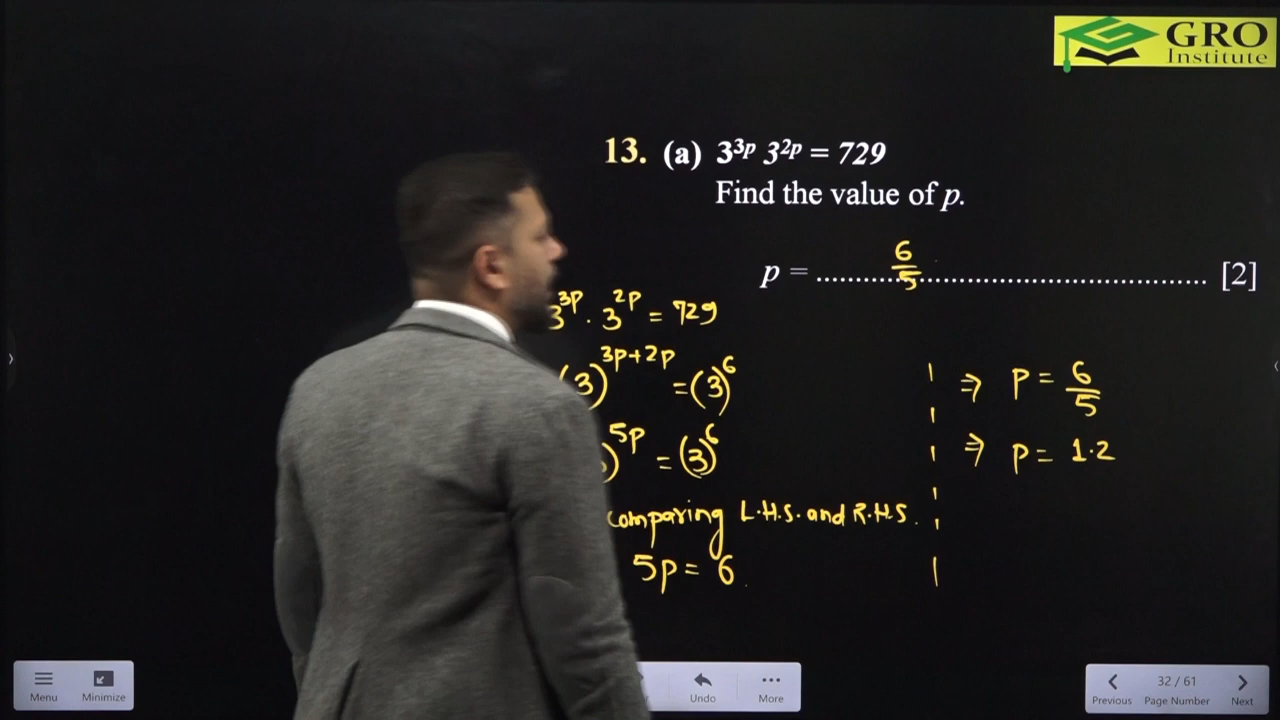 GRO
Institute
13. (a) 3^3p 3^2p = 729
Find the value of p.
p = ........6/5........ [2]
3^3p . 3^2p = 729
(3)^3p+2p = (3)^6
)^5p = (3)^6
comparing L.H.S. and R.H.S.
5p = 6
⇒ p = 6/5
⇒ p = 1.2
Menu
Minimize
Undo
More
Previous
32 / 61
Page Number
Next